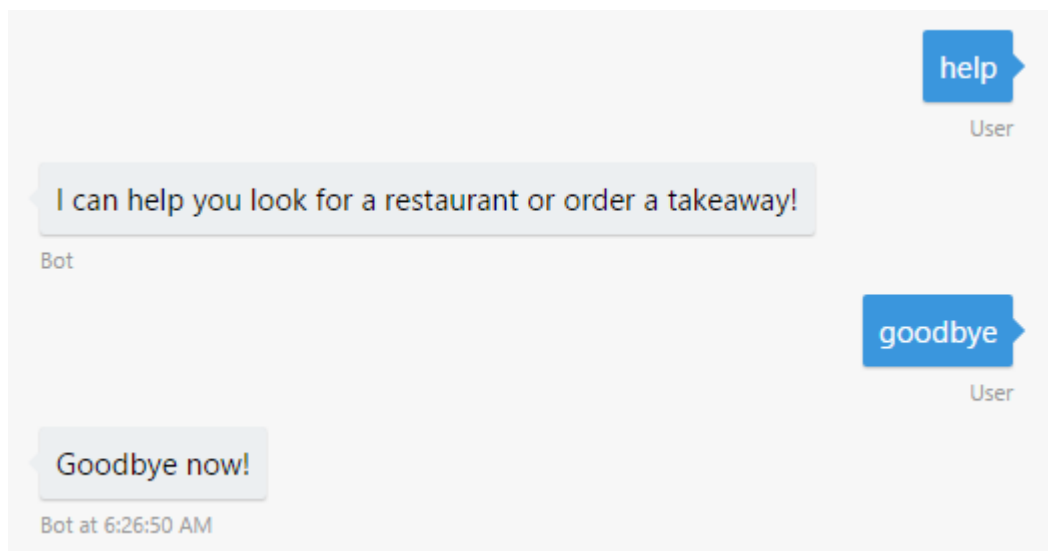 help
User
I can help you look for a restaurant or order a takeaway!
Bot
goodbye
User
Goodbye now!
Bot at 6:26:50 AM